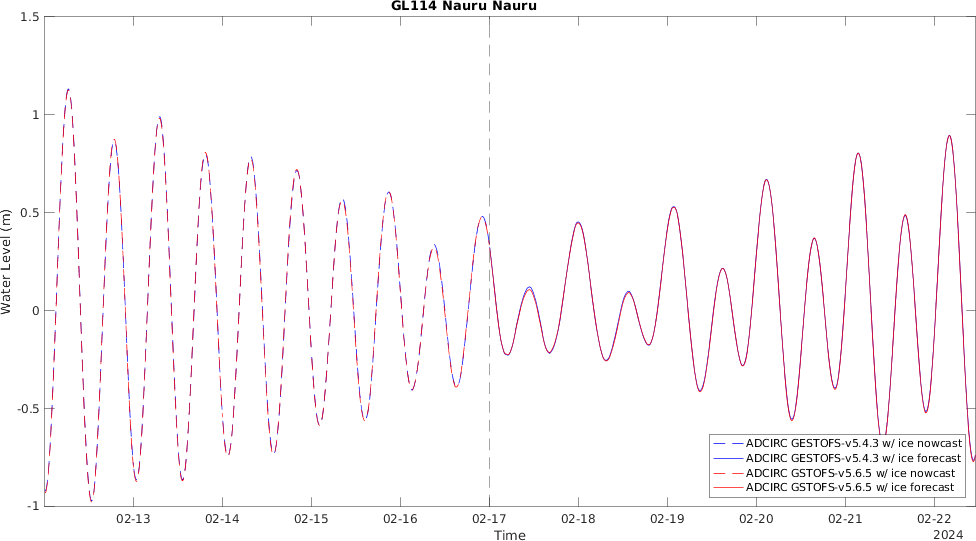 GL114 Nauru Nauru
1.5
1
0.5
0
-0.5
-1
Water Level (m)
02-13 02-14 02-15 02-16 02-17 02-18 02-19 02-20 02-21 02-22
Time
2024
ADCIRC GESTOFS-v5.4.3 w/ ice nowcast
ADCIRC GESTOFS-v5.4.3 w/ ice forecast
ADCIRC GSTOFS-v5.6.5 w/ ice nowcast
ADCIRC GSTOFS-v5.6.5 w/ ice forecast